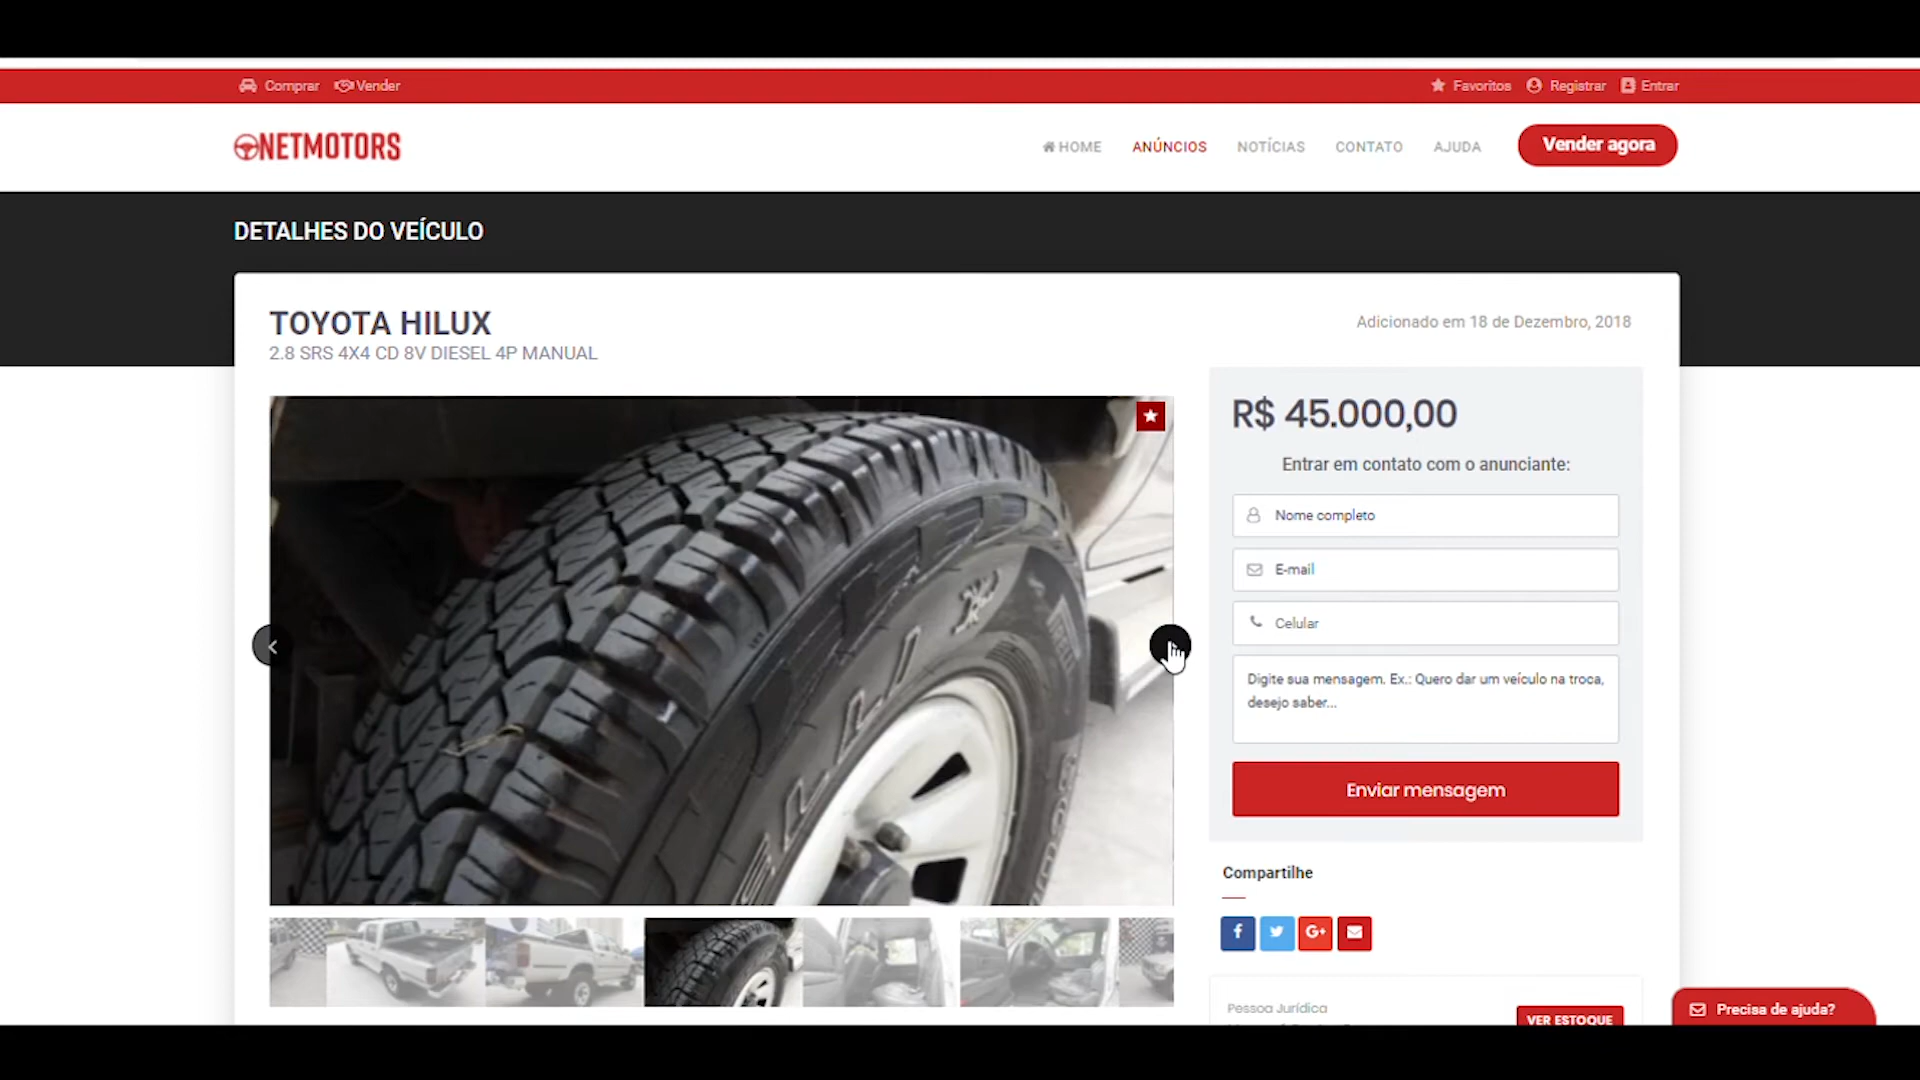 Comprar Vender
Favoritos Registrar Entrar
NETMOTORS
HOME ANÚNCIOS NOTÍCIAS CONTATO AJUDA Vender agora
DETALHES DO VEÍCULO
TOYOTA HILUX
2.8 SRS 4X4 CD 8V DIESEL 4P MANUAL
Adicionado em 18 de Dezembro, 2018
R$ 45.000,00
Entrar em contato com o anunciante:
Nome completo
E-mail
Celular
Digite sua mensagem. Ex.: Quero dar um veículo na troca,
desejo saber...
Enviar mensagem
Compartilhe
Pessoa Jurídica
VER ESTOQUE
Precisa de ajuda?